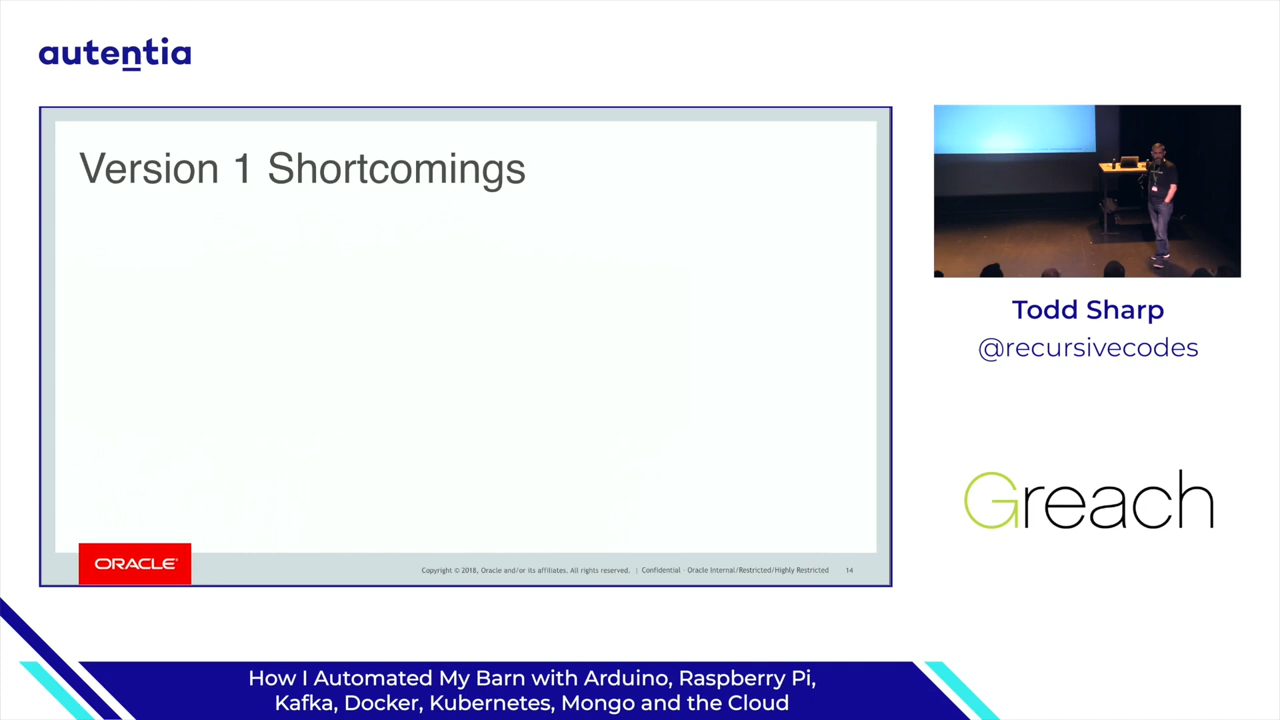 autentia
Version 1 Shortcomings
ORACLE
Copyright © 2018, Oracle and/or its affiliates. All rights reserved. | Confidential – Oracle Internal/Restricted/Highly Restricted 14
Todd Sharp
@recursivecodes
Greach
How I Automated My Barn with Arduino, Raspberry Pi,
Kafka, Docker, Kubernetes, Mongo and the Cloud